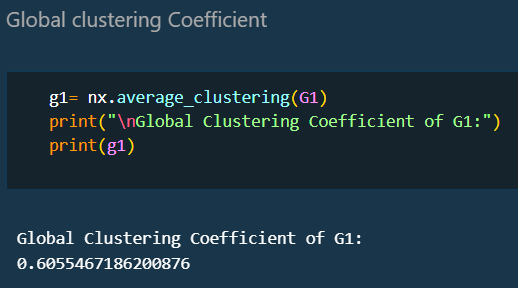 Global clustering Coefficient
g1= nx.average_clustering(G1)
print("\nGlobal Clustering Coefficient of G1:")
print(g1)
Global Clustering Coefficient of G1:
0.6055467186200876